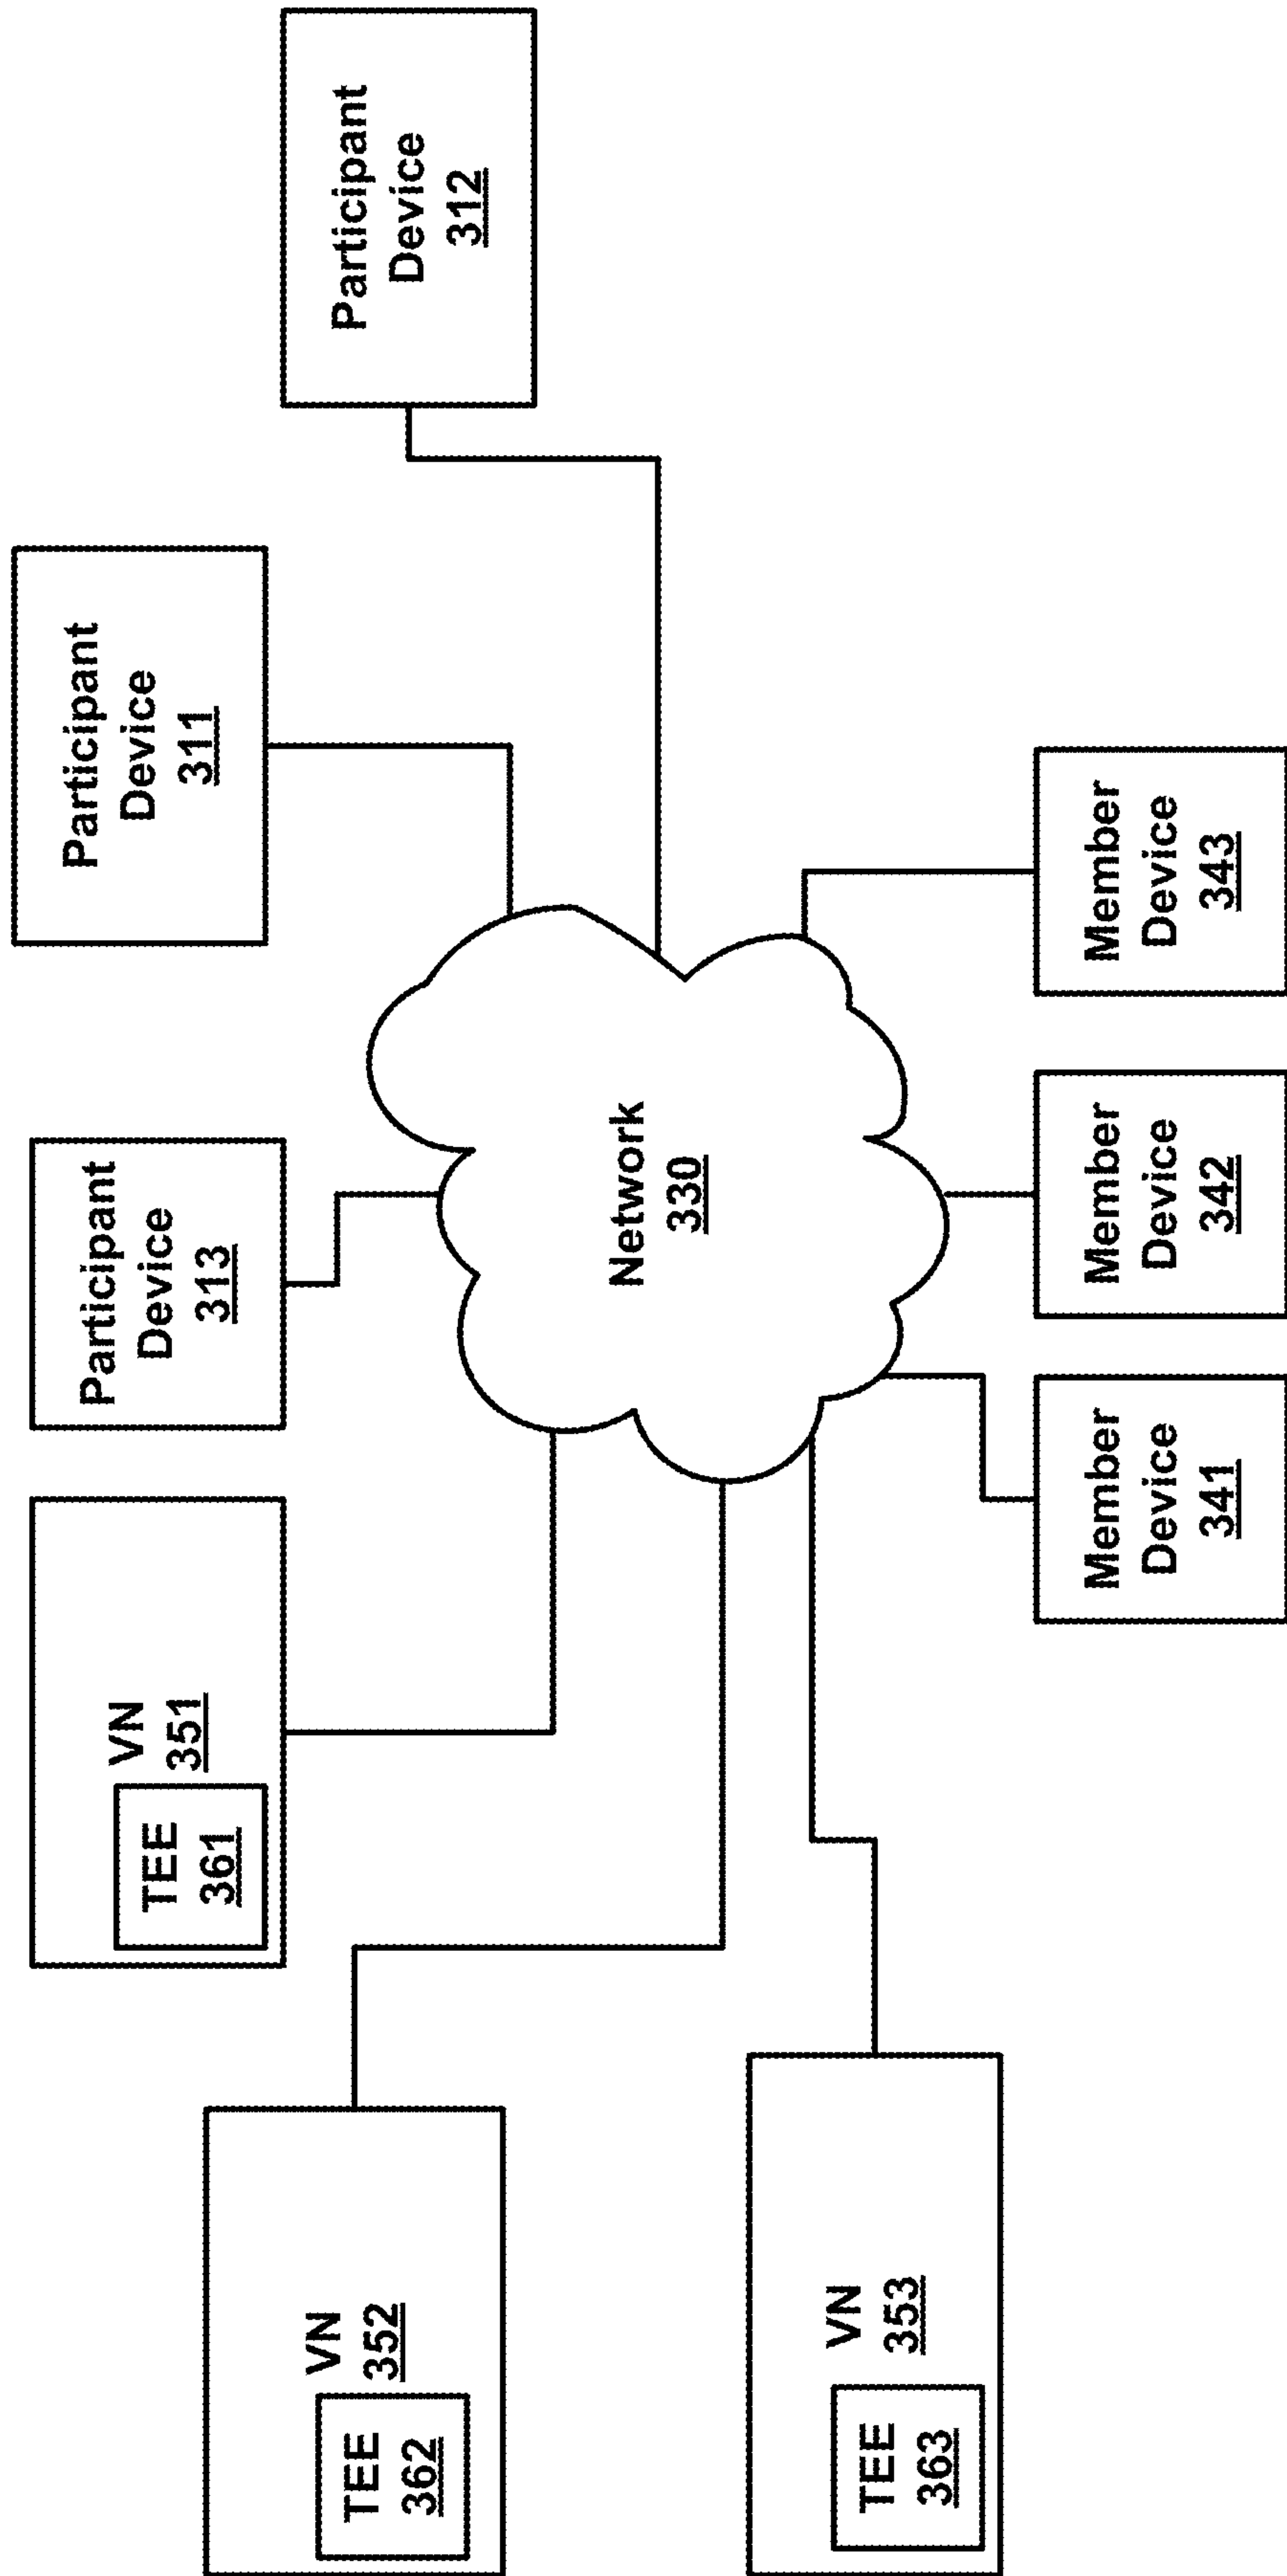 VN
352
TEE
362
VN
351
TEE
361
Participant
Device
313
Participant
Device
311
Participant
Device
312
Network
330
VN
353
TEE
363
Member
Device
341
Member
Device
342
Member
Device
343